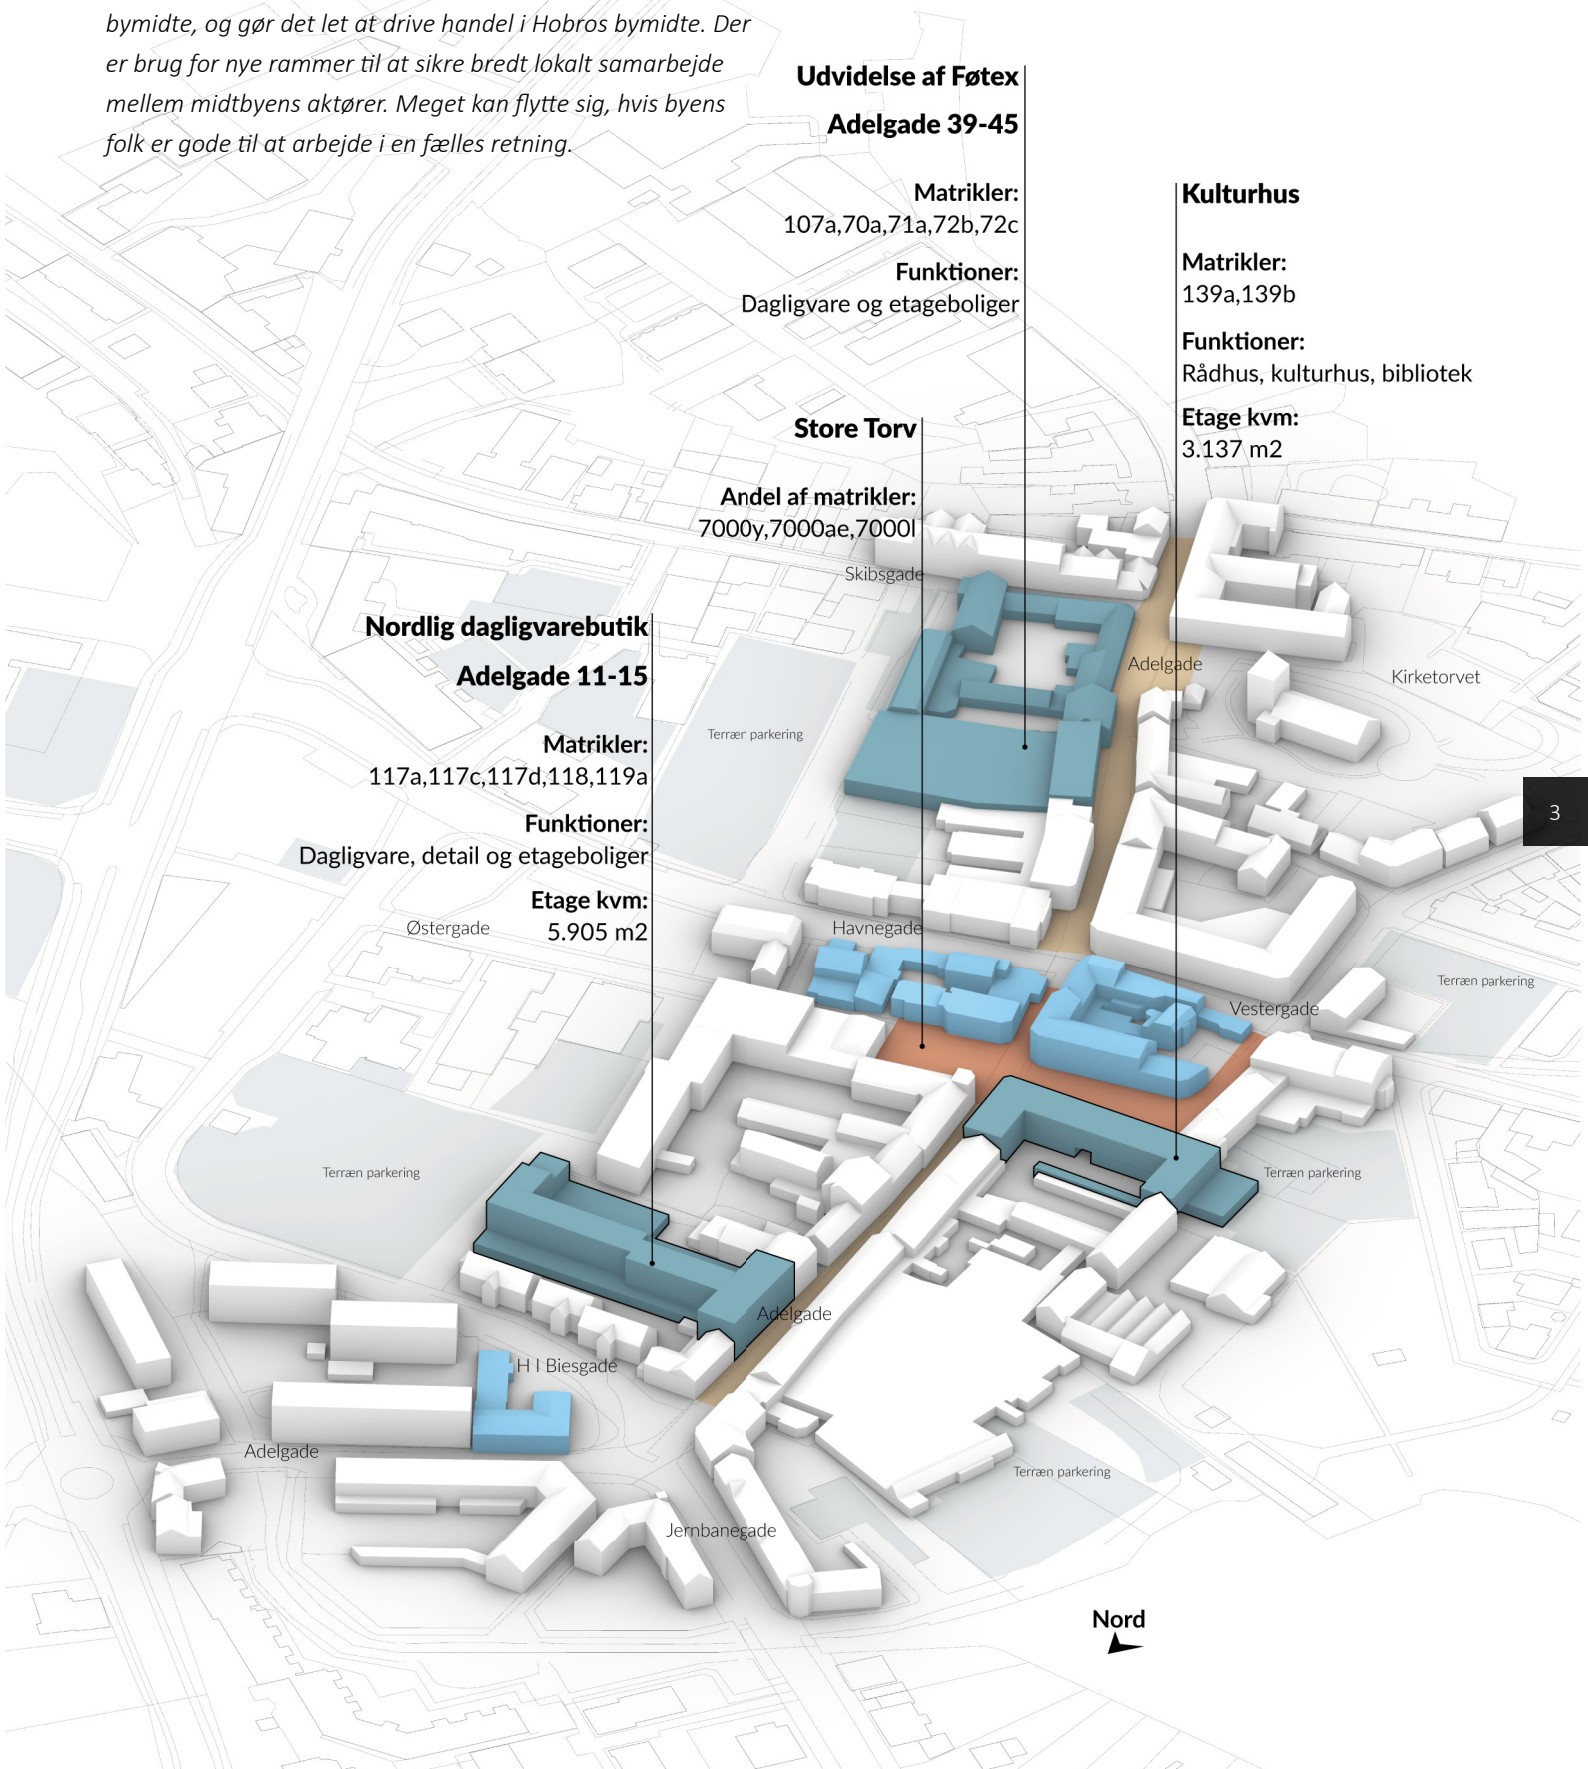 bymidte, og gør det let at drive handel i Hobros bymidte. Der
er brug for nye rammer til at sikre bredt lokalt samarbejde
mellem midtbyens aktører. Meget kan flytte sig, hvis byens
folk er gode til at arbejde i en fælles retning.
Udvidelse af Føtex
Adelgade 39-45
Matrikler:
107a,70a,71a,72b,72c
Funktioner:
Dagligvare og etageboliger
Kulturhus
Matrikler:
139a,139b
Funktioner:
Rådhus, kulturhus, bibliotek
Etage kvm:
3.137 m2
Store Torv
Andel af matrikler:
7000y,7000ae,7000l
Skibsgade
Nordlig dagligvarebutik
Adelgade 11-15
Matrikler:
117a,117c,117d,118,119a
Funktioner:
Dagligvare, detail og etageboliger
Etage kvm:
5.905 m2
Adelgade
Kirketorvet
Terrær parkering
3
Østergade
Havnegade
Terræn parkering
Vestergade
Terræn parkering
Terræn parkering
Adelgade
H I Biesgade
Adelgade
Terræn parkering
Jernbanegade
Nord